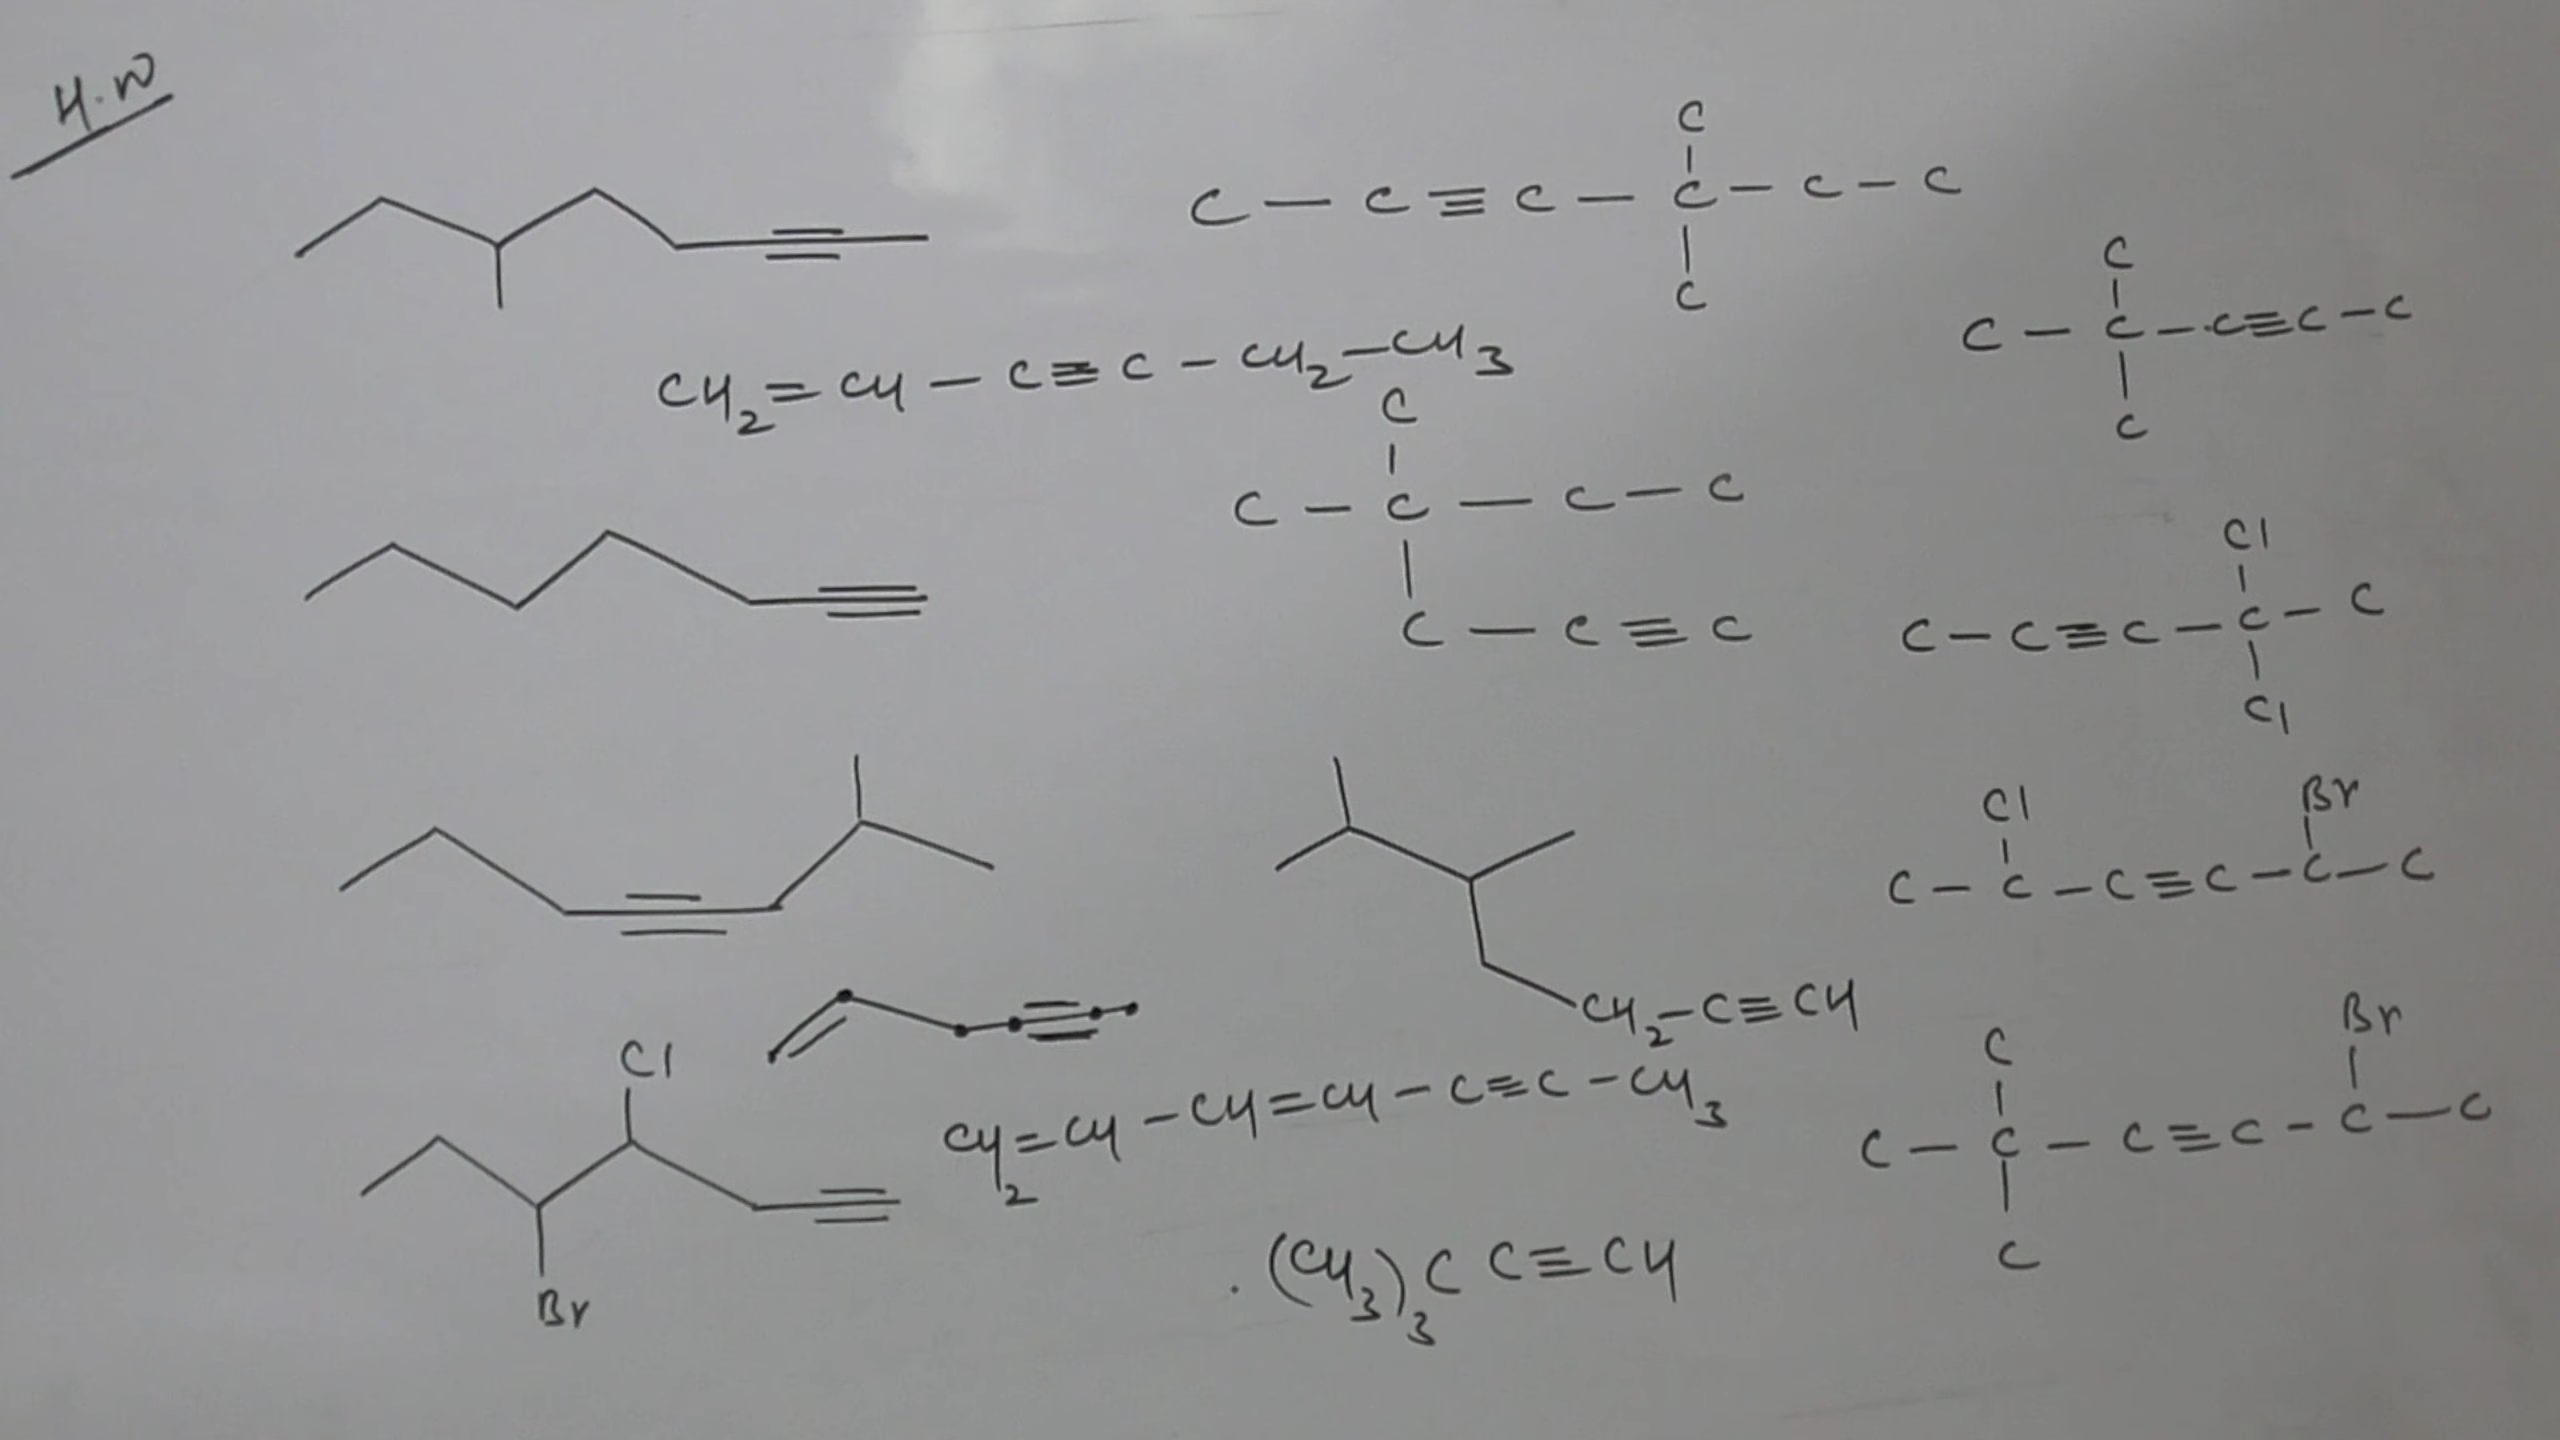 H.W
C
C — C ≡ C — C — C — C
C
CH2 = CH — C ≡ C — CH2 — CH3
C
C — C — C ≡ C — C
C
C
C — C — C — C
C — C ≡ C
Cl
C — C ≡ C — C — C
Cl
Cl Br
C — C — C ≡ C — C — C
CH2 — C ≡ CH
CH2 = CH — CH = CH — C ≡ C — CH3
Cl
Br
C Br
C — C — C ≡ C — C — C
C
(CH3)3 C C ≡ CH